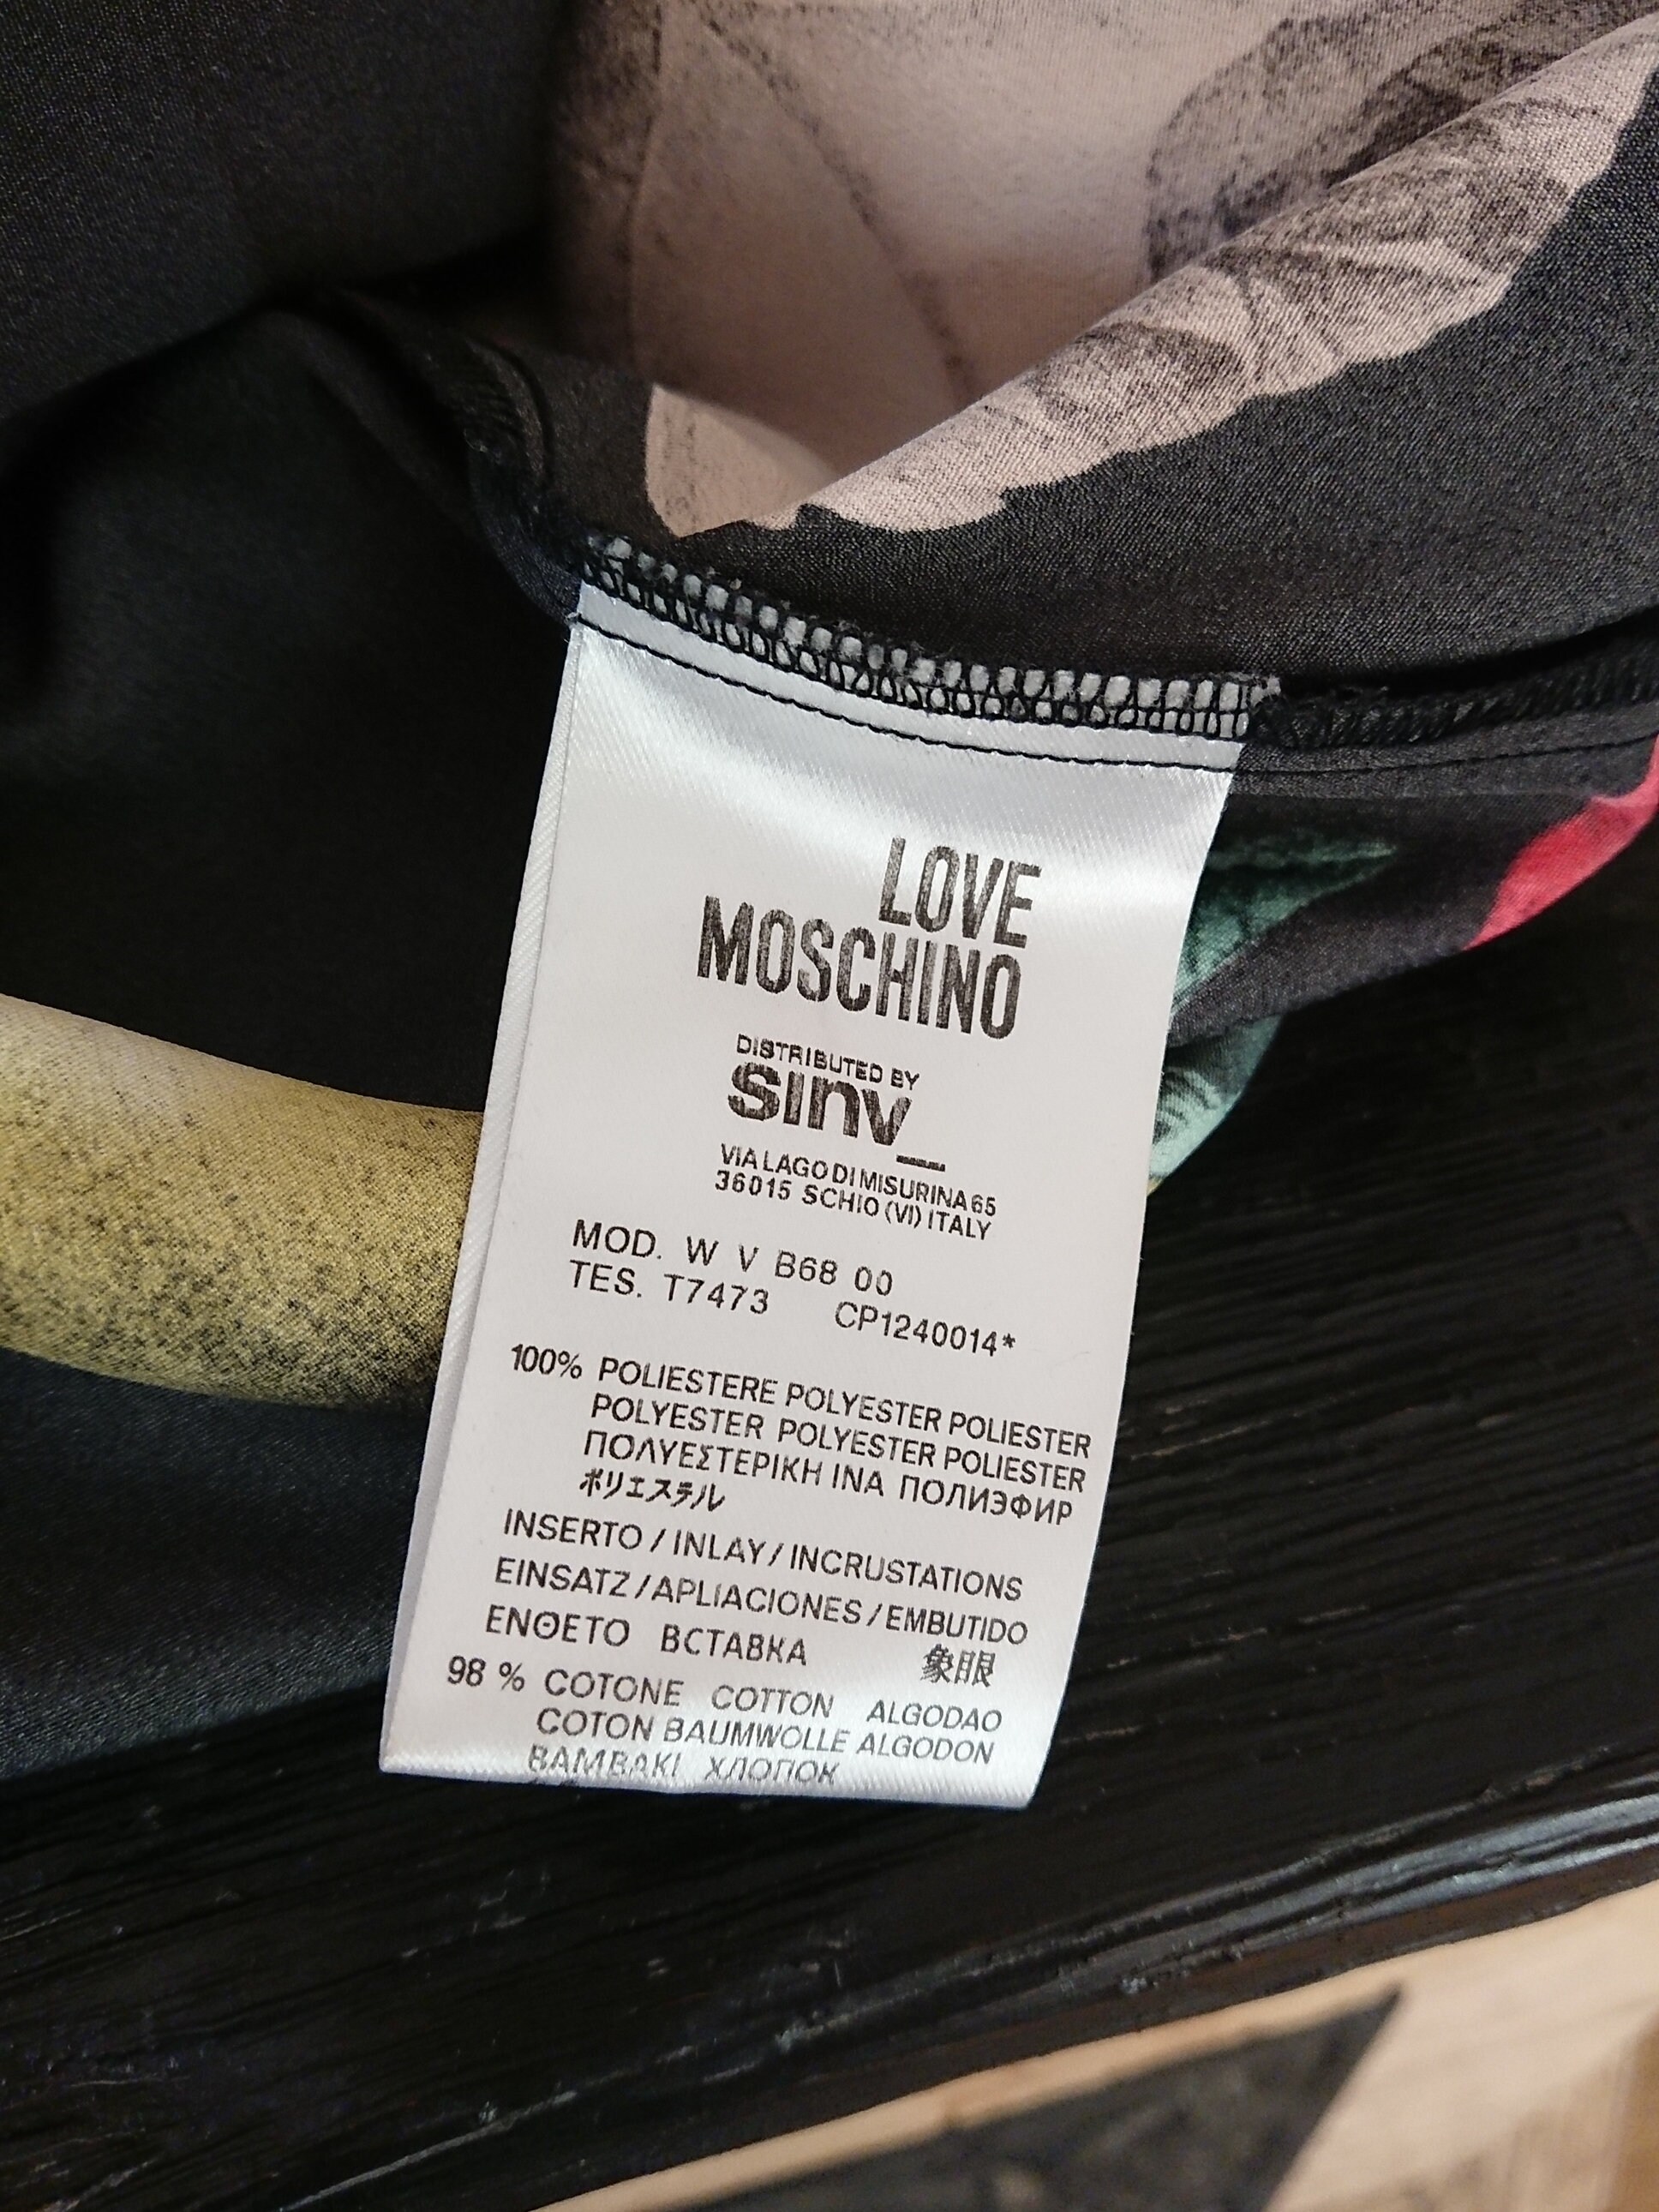 LOVE
MOSCHINO
DISTRIBUTED BY
sinv_
VIA LAGO DI MISURINA 65
36015 SCHIO (VI) ITALY
MOD. W V B68 00
TES. T7473 CP1240014*
100% POLIESTERE POLYESTER POLIESTER
POLYESTER POLYESTER POLIESTER
ΠΟΛΥΕΣΤΕΡΙΚΗ ΙΝΑ ПОЛИЭФИР
ポリエステル
INSERTO / INLAY / INCRUSTATIONS
EINSATZ / APLIACIONES / EMBUTIDO
ΕΝΘΕΤΟ ВСТАВКА 象眼
98 % COTONE COTTON ALGODAO
COTON BAUMWOLLE ALGODON
ΒΑΜΒΑΚΙ ХЛОПОК